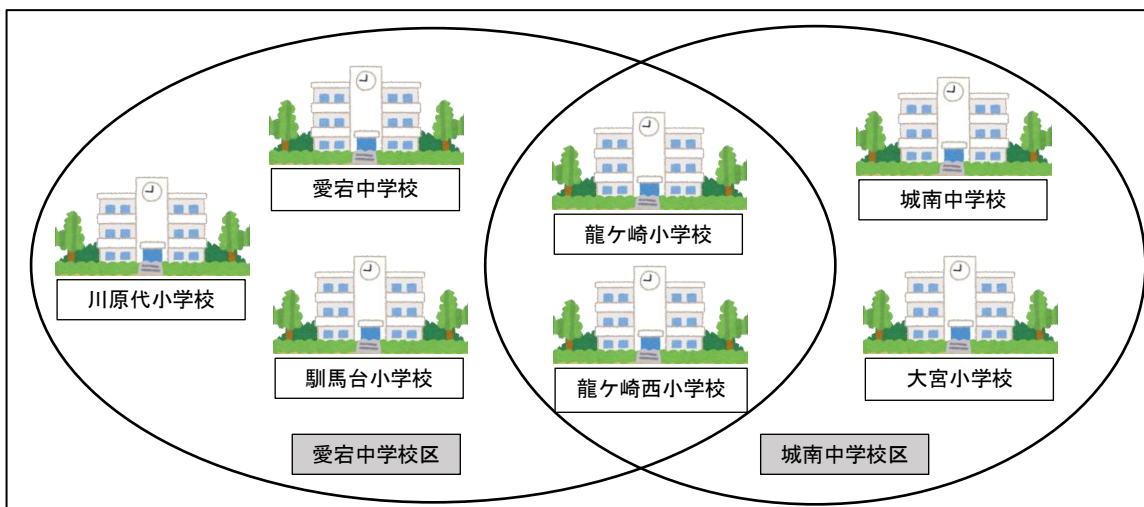 愛宕中学校
龍ケ崎小学校
城南中学校
川原代小学校
馴馬台小学校
龍ケ崎西小学校
大宮小学校
愛宕中学校区
城南中学校区